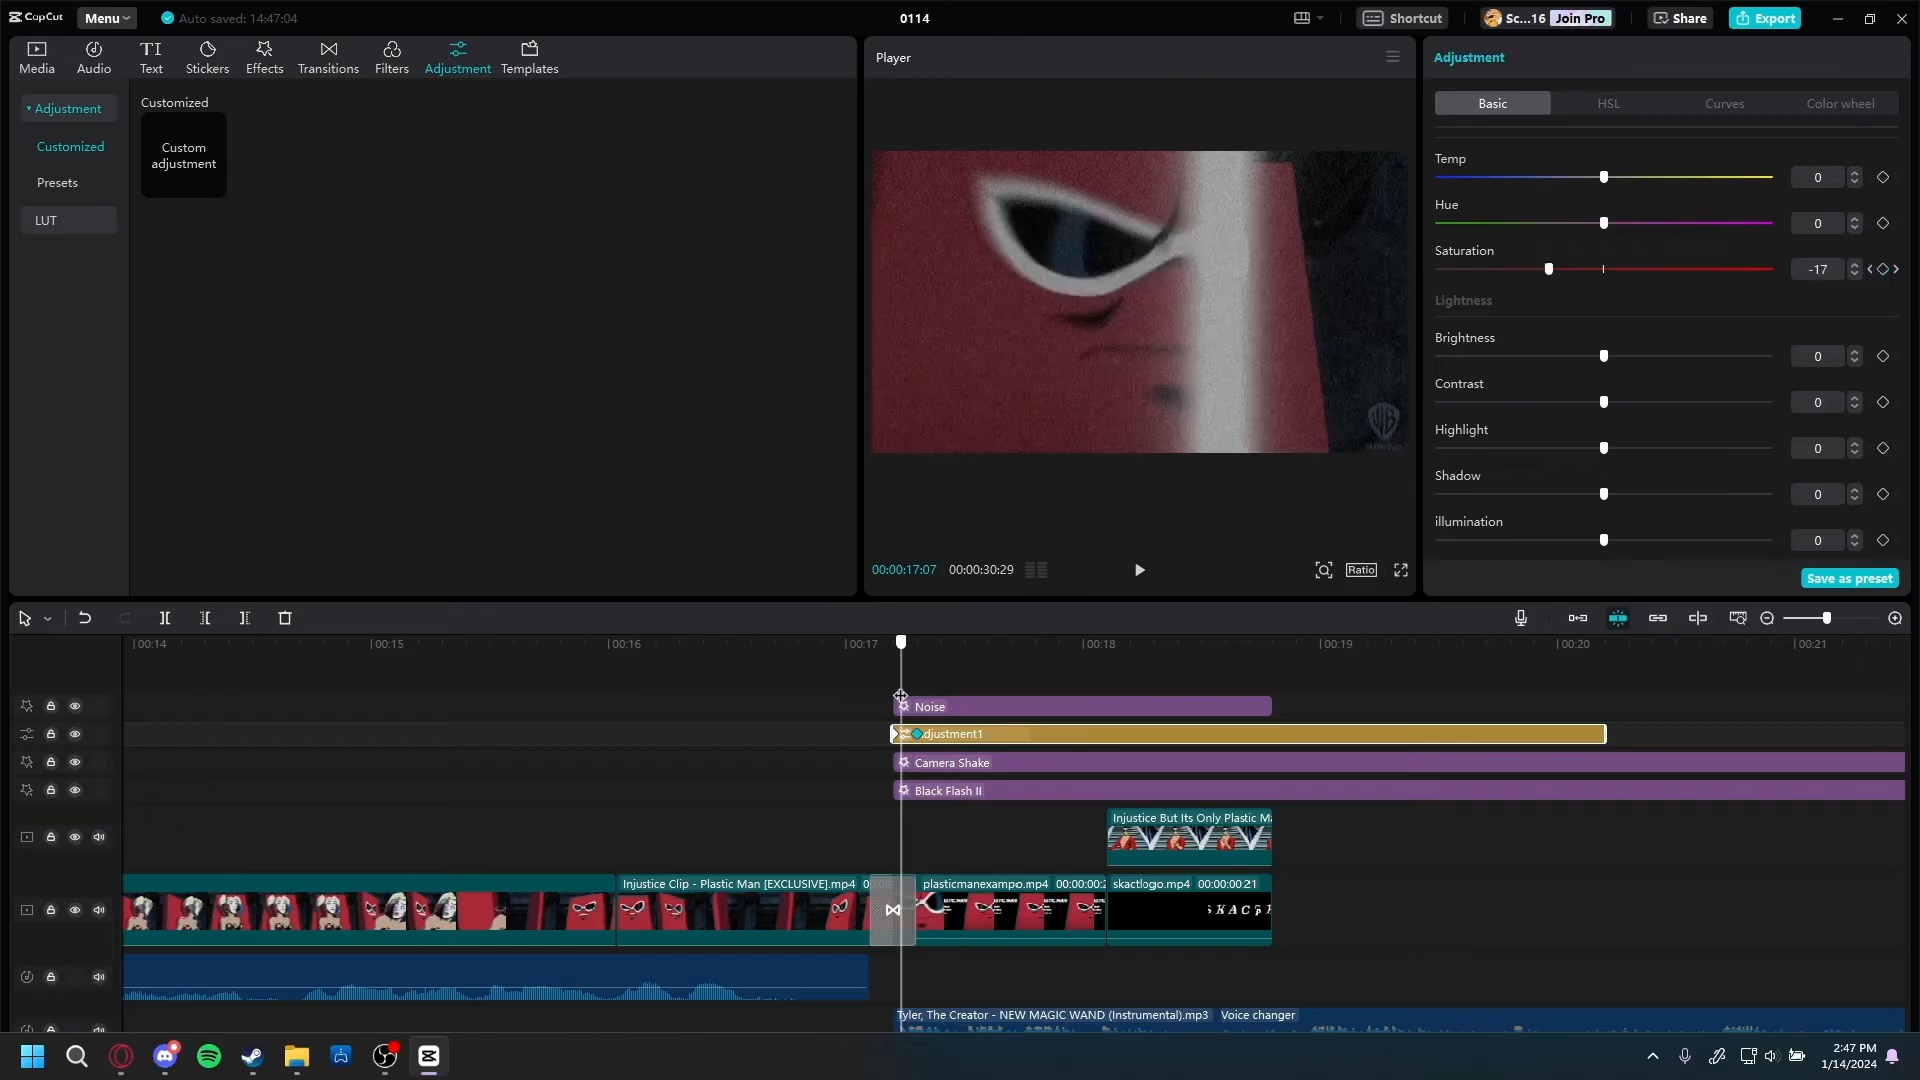 CapCut
Menu
Auto saved: 14:47:04
0114
Shortcut
Sc...16
Join Pro
Share
Export
Media
Audio
TI
Text
Stickers
Effects
Transitions
Filters
Adjustment
Templates
Adjustment
Customized
Presets
LUT
Customized
Custom
adjustment
Player
WB
00:00:17:07
00:00:30:29
Ratio
Adjustment
Basic
HSL
Curves
Color wheel
Temp
0
Hue
0
Saturation
-17
Lightness
Brightness
0
Contrast
0
Highlight
0
Shadow
0
illumination
0
Save as preset
00:14
00:15
00:16
00:17
00:18
00:19
00:20
00:21
Noise
djustment1
Camera Shake
Black Flash II
Injustice But Its Only Plastic Ma
Injustice Clip - Plastic Man [EXCLUSIVE].mp4
plasticmanexampo.mp4 00:00:00:2
skactlogo.mp4 00:00:00:21
Tyler, The Creator - NEW MAGIC WAND (Instrumental).mp3
Voice changer
2:47 PM
1/14/2024